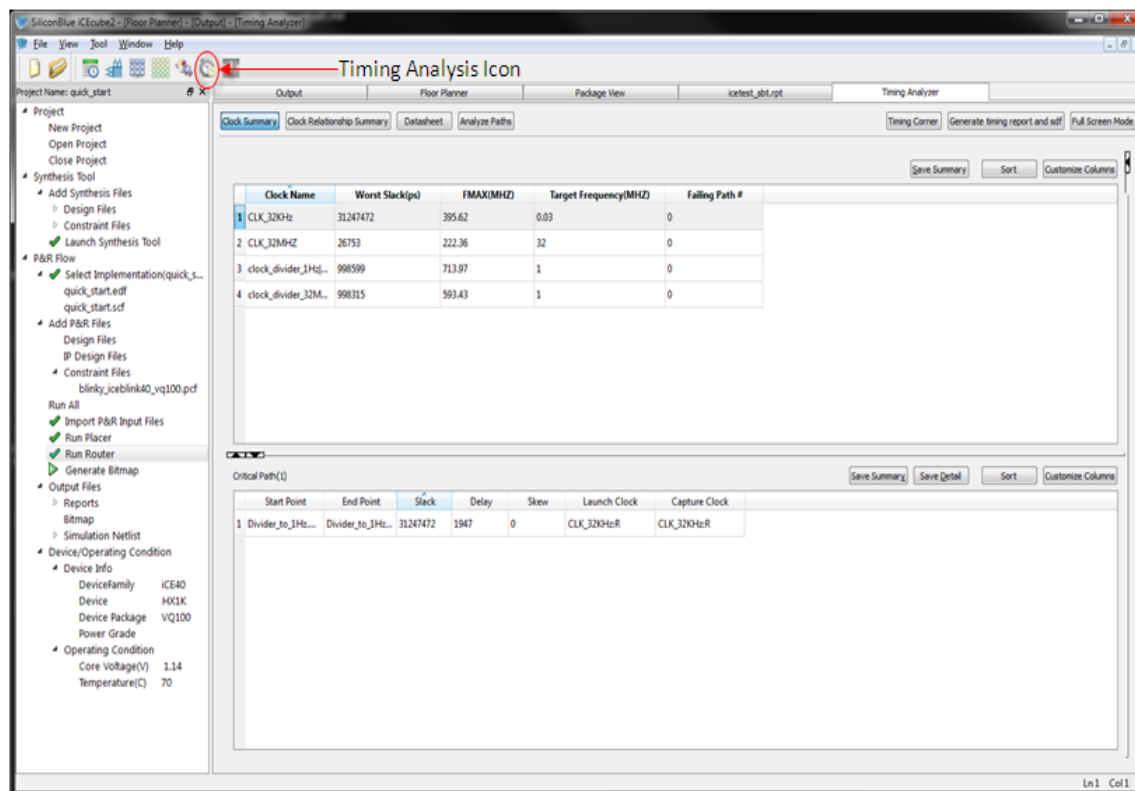 SiliconBlue iCEcube2 - [Floor Planner] - [Output] - [Timing Analyzer]
File View Tool Window Help
Timing Analysis Icon
Project Name: quick_start
Output Floor Planner Package View icetest_sbt.rpt Timing Analyzer
Project
New Project
Open Project
Close Project
Synthesis Tool
Add Synthesis Files
Design Files
Constraint Files
Launch Synthesis Tool
P&R Flow
Select Implementation(quick_s...
quick_start.edf
quick_start.scf
Add P&R Files
Design Files
IP Design Files
Constraint Files
blinky_iceblink40_vq100.pcf
Run All
Import P&R Input Files
Run Placer
Run Router
Generate Bitmap
Output Files
Reports
Bitmap
Simulation Netlist
Device/Operating Condition
Device Info
DeviceFamily iCE40
Device HX1K
Device Package VQ100
Power Grade
Operating Condition
Core Voltage(V) 1.14
Temperature(C) 70
Clock Summary Clock Relationship Summary Datasheet Analyze Paths Timing Corner Generate timing report and sdf Full Screen Mode
Save Summary Sort Customize Columns
Clock Name Worst Slack(ps) FMAX(MHZ) Target Frequency(MHZ) Failing Path #
1 CLK_32KHz 31247472 395.62 0.03 0
2 CLK_32MHZ 26753 222.36 32 0
3 clock_divider_1Hz|... 998599 713.97 1 0
4 clock_divider_32M... 998315 593.43 1 0
Critical Path(1) Save Summary Save Detail Sort Customize Columns
Start Point End Point Slack Delay Skew Launch Clock Capture Clock
1 Divider_to_1Hz.... Divider_to_1Hz... 31247472 1947 0 CLK_32KHz:R CLK_32KHz:R
Ln1 Col1